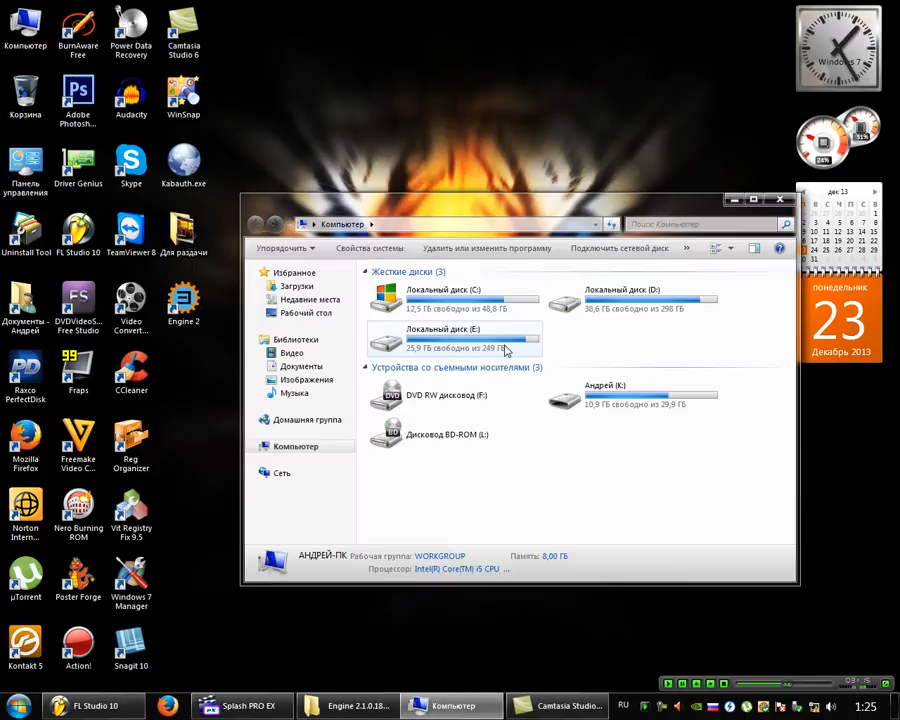 Компьютер
BurnAware Free
Power Data Recovery
Camtasia Studio 6
Корзина
Adobe Photosh...
Audacity
WinSnap
Панель управления
Driver Genius
Skype
Kabauth.exe
Uninstall Tool
FL Studio 10
TeamViewer 8
Для раздачи
Документы - Андрей
DVDVideoS... Free Studio
Video Convert...
Engine 2
Raxco PerfectDisk
99
Fraps
CCleaner
Mozilla Firefox
Freemake Video C...
Reg Organizer
Norton Intern...
Nero Burning ROM
Vit Registry Fix 9.5
µTorrent
Poster Forge
Windows 7 Manager
Kontakt 5
Action!
Snagit 10
Windows 7
24%
31%
дек 13
понедельник
23
Декабрь 2013
Компьютер
Поиск: Компьютер
Упорядочить
Свойства системы
Удалить или изменить программу
Подключить сетевой диск
»
Избранное
Загрузки
Недавние места
Рабочий стол
Библиотеки
Видео
Документы
Изображения
Музыка
Домашняя группа
Компьютер
Сеть
Жесткие диски (3)
Локальный диск (C:)
12,5 ГБ свободно из 48,8 ГБ
Локальный диск (D:)
38,6 ГБ свободно из 298 ГБ
Локальный диск (E:)
25,9 ГБ свободно из 249 ГБ
Устройства со съемными носителями (3)
DVD RW дисковод (F:)
Андрей (K:)
10,9 ГБ свободно из 29,9 ГБ
Дисковод BD-ROM (L:)
АНДРЕЙ-ПК
Рабочая группа: WORKGROUP
Память: 8,00 ГБ
Процессор: Intel(R) Core(TM) i5 CPU ...
FL Studio 10
Splash PRO EX
Engine 2.1.0.18...
Компьютер
Camtasia Studio...
RU
1:25